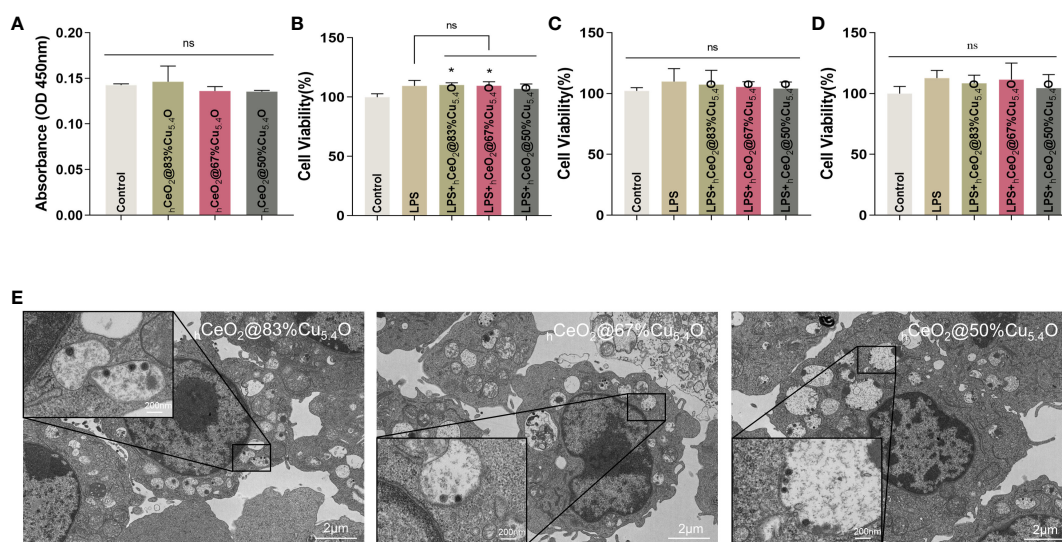 A
Absorbance (OD 450nm)
0.20
0.15
0.10
0.05
0.00
ns
Control
hCeO2@83%Cu5.4O
hCeO2@67%Cu5.4O
hCeO2@50%Cu5.4O
B
Cell Viability(%)
150
100
50
0
ns
* *
Control
LPS
LPS+hCeO2@83%Cu5.4O
LPS+hCeO2@67%Cu5.4O
LPS+hCeO2@50%Cu5.4O
C
Cell Viability(%)
150
100
50
0
ns
Control
LPS
LPS+hCeO2@83%Cu5.4O
LPS+hCeO2@67%Cu5.4O
LPS+hCeO2@50%Cu5.4O
D
Cell Viability(%)
150
100
50
0
ns
Control
LPS
LPS+hCeO2@83%Cu5.4O
LPS+hCeO2@67%Cu5.4O
LPS+hCeO2@50%Cu5.4O
E
hCeO2@83%Cu5.4O
200nm
2μm
hCeO2@67%Cu5.4O
200nm
2μm
hCeO2@50%Cu5.4O
200nm
2μm